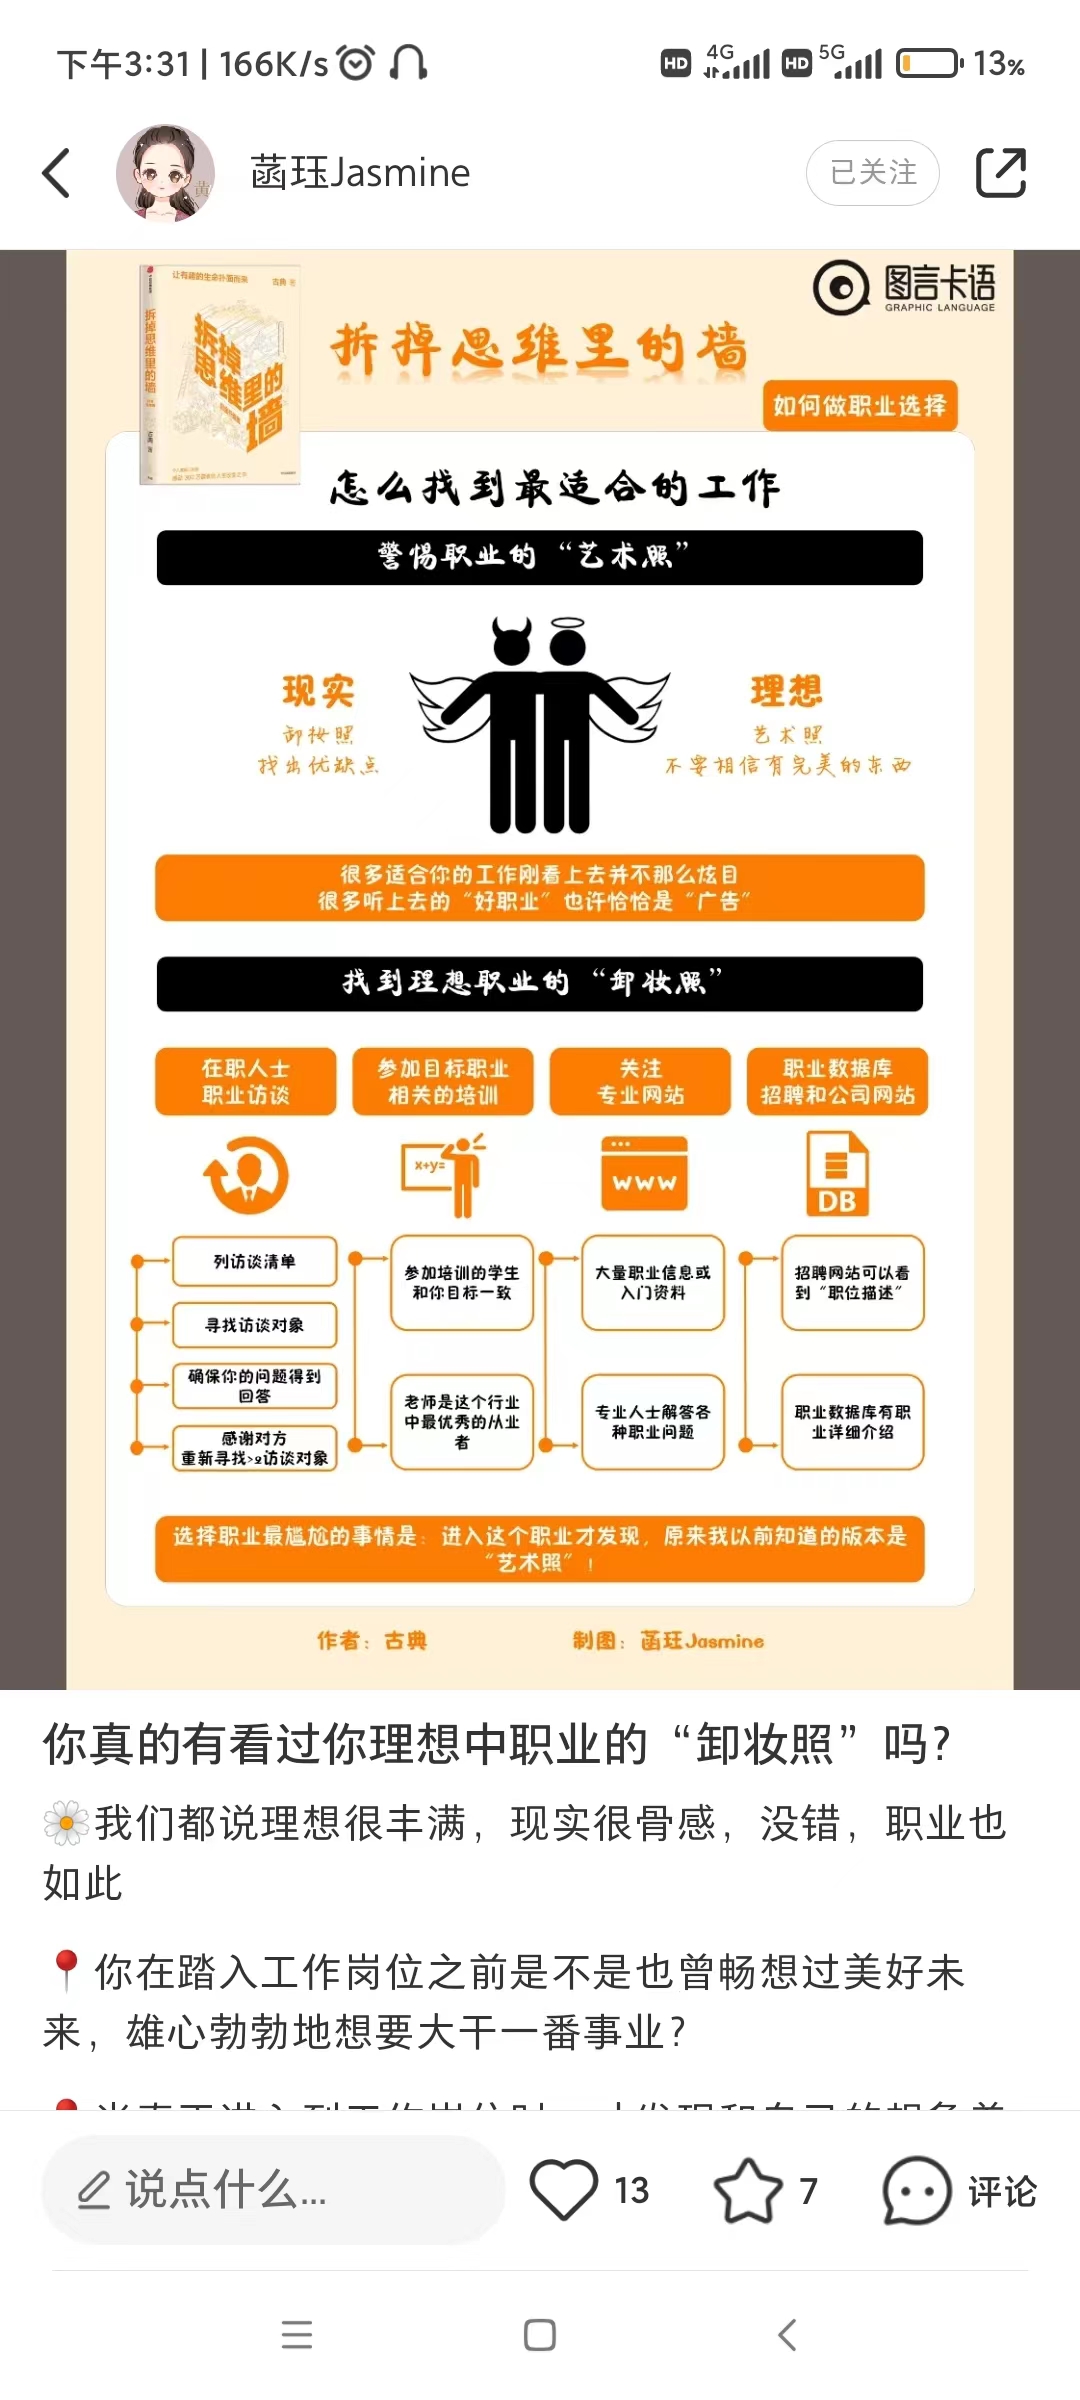 下午3:31 | 166K/s
HD 4G HD 5G 13%
菡珏Jasmine
已关注
让有趣的生命扑面而来
古典 著
拆掉思维里的墙
拆掉
思维里的
墙
图言卡语
GRAPHIC LANGUAGE
拆掉思维里的墙
如何做职业选择
怎么找到最适合的工作
警惕职业的“艺术照”
现实
卸妆照
找出优缺点
理想
艺术照
不要相信有完美的东西
很多适合你的工作刚看上去并不那么炫目
很多听上去的“好职业”也许恰恰是“广告”
找到理想职业的“卸妆照”
在职人士
职业访谈
参加目标职业
相关的培训
关注
专业网站
职业数据库
招聘和公司网站
x+y=
WWW
DB
列访谈清单
寻找访谈对象
确保你的问题得到
回答
感谢对方
重新寻找>2访谈对象
参加培训的学生
和你目标一致
老师是这个行业
中最优秀的从业
者
大量职业信息或
入门资料
专业人士解答各
种职业问题
招聘网站可以看
到“职位描述”
职业数据库有职
业详细介绍
选择职业最尴尬的事情是：进入这个职业才发现，原来我以前知道的版本是
“艺术照”！
作者：古典
制图：菡珏Jasmine
你真的有看过你理想中职业的“卸妆照”吗？
我们都说理想很丰满，现实很骨感，没错，职业也
如此
你在踏入工作岗位之前是不是也曾畅想过美好未
来，雄心勃勃地想要大干一番事业？
说点什么...
13
7
评论